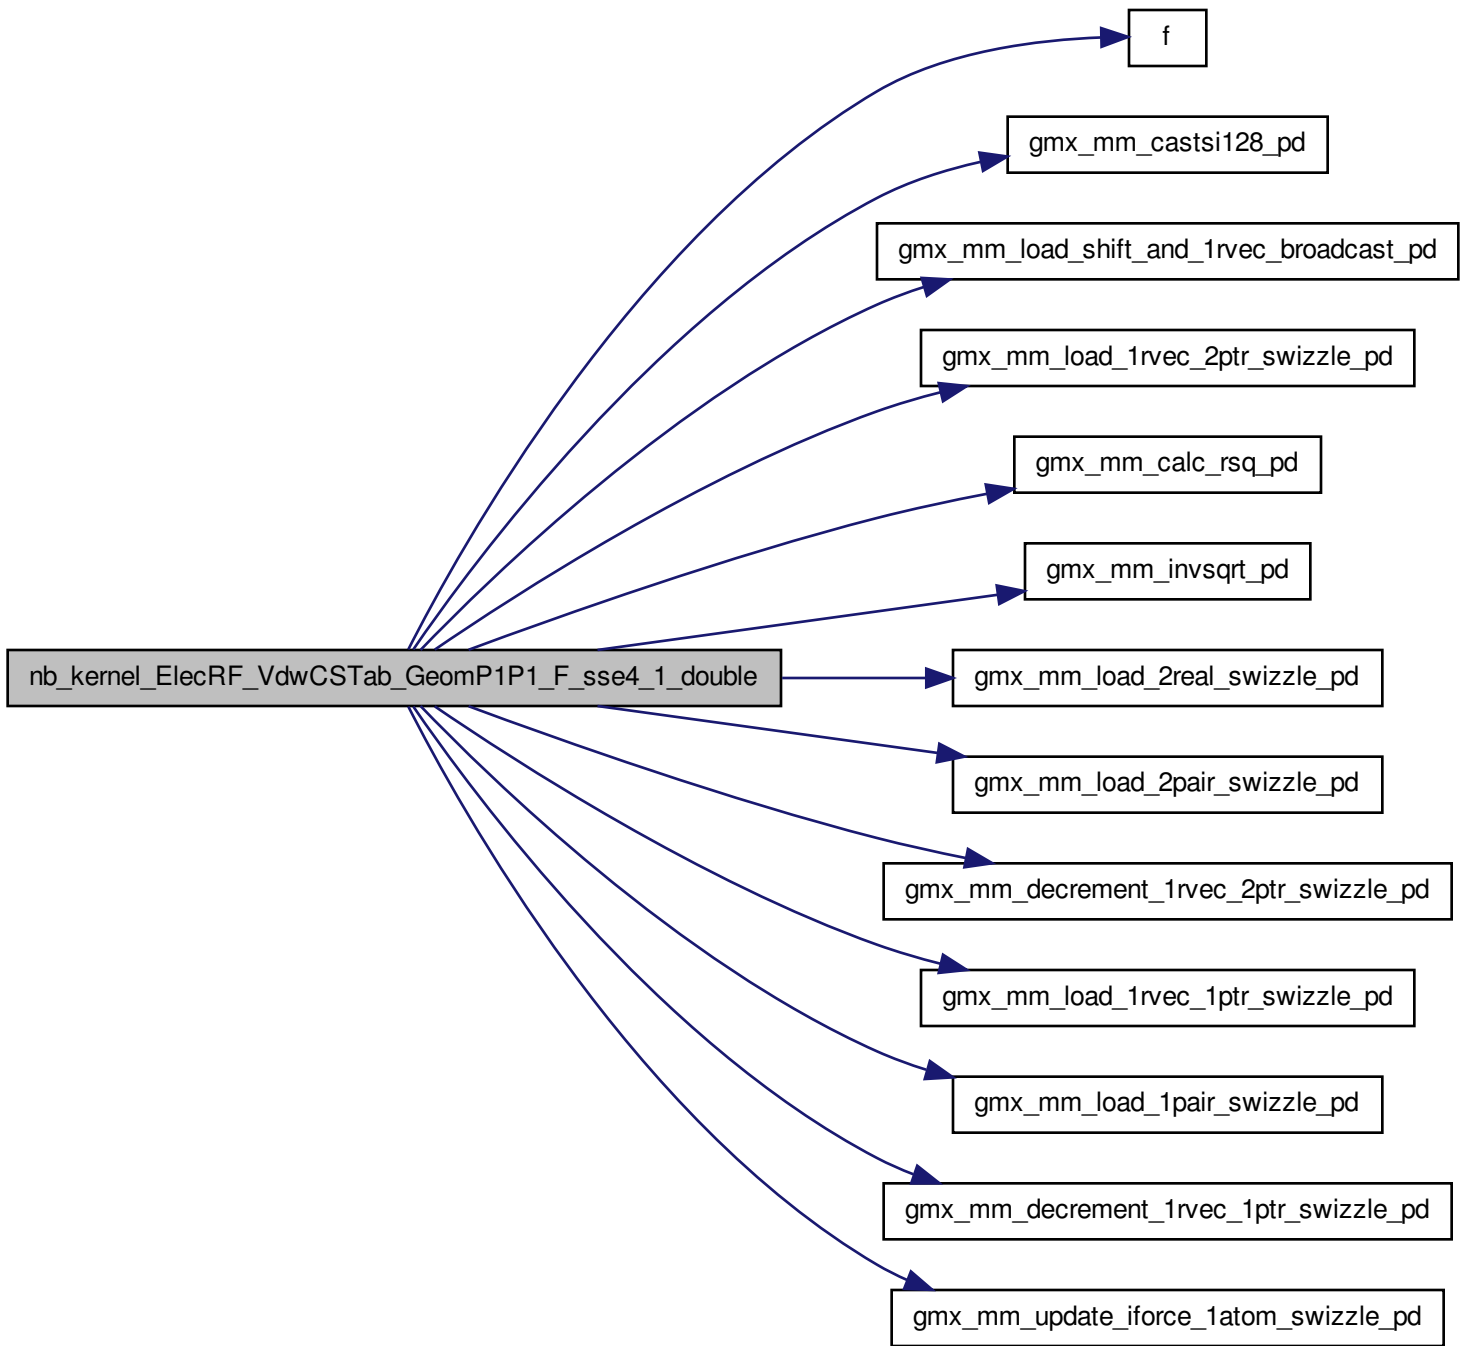 f
gmx_mm_castsi128_pd
gmx_mm_load_shift_and_1rvec_broadcast_pd
gmx_mm_load_1rvec_2ptr_swizzle_pd
gmx_mm_calc_rsq_pd
gmx_mm_invsqrt_pd
nb_kernel_ElecRF_VdwCSTab_GeomP1P1_F_sse4_1_double
gmx_mm_load_2real_swizzle_pd
gmx_mm_load_2pair_swizzle_pd
gmx_mm_decrement_1rvec_2ptr_swizzle_pd
gmx_mm_load_1rvec_1ptr_swizzle_pd
gmx_mm_load_1pair_swizzle_pd
gmx_mm_decrement_1rvec_1ptr_swizzle_pd
gmx_mm_update_iforce_1atom_swizzle_pd